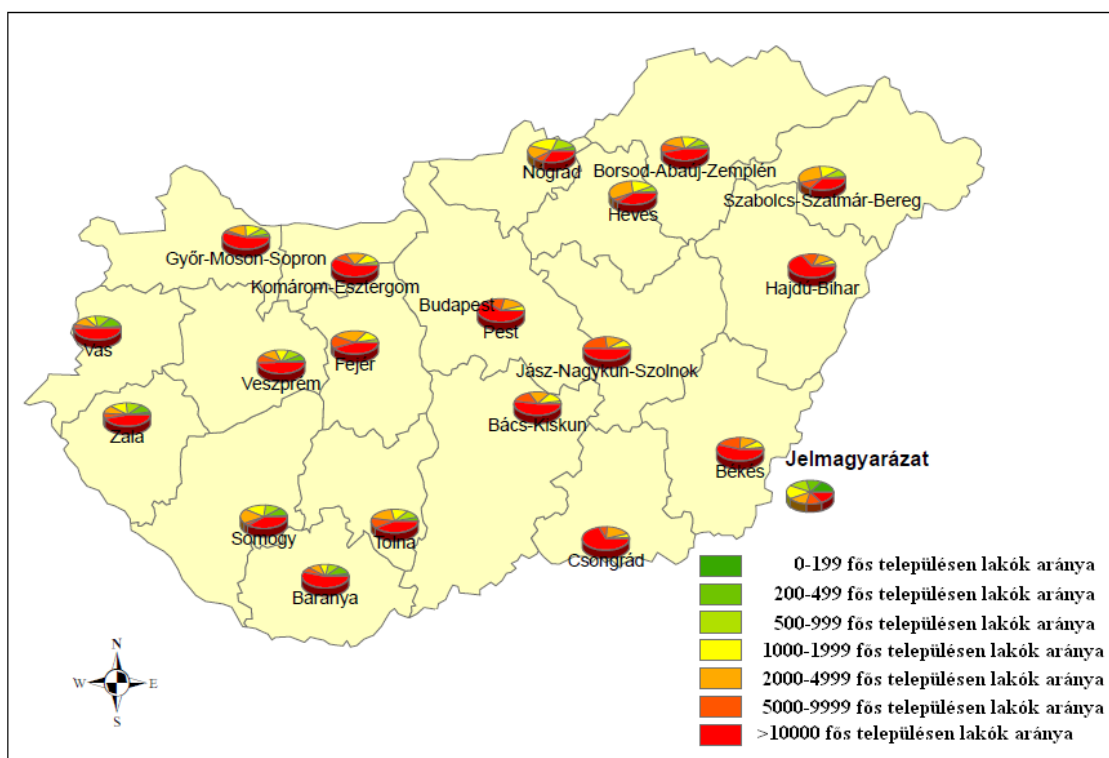 Nógrád
Borsod-Abaúj-Zemplén
Szabolcs-Szatmár-Bereg
Heves
Győr-Moson-Sopron
Komárom-Esztergom
Hajdú-Bihar
Budapest
Pest
Vas
Veszprém
Fejér
Jász-Nagykun-Szolnok
Zala
Bács-Kiskun
Békés
Jelmagyarázat
Somogy
Tolna
Csongrád
Baranya
0-199 fős településen lakók aránya
200-499 fős településen lakók aránya
500-999 fős településen lakók aránya
1000-1999 fős településen lakók aránya
2000-4999 fős településen lakók aránya
5000-9999 fős településen lakók aránya
>10000 fős településen lakók aránya
N
W E
S